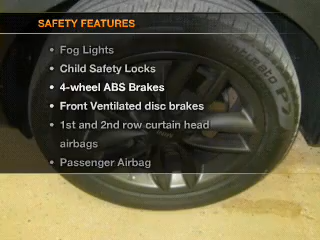 SAFETY FEATURES
• Fog Lights
• Child Safety Locks
• 4-wheel ABS Brakes
• Front Ventilated disc brakes
• 1st and 2nd row curtain head
airbags
• Passenger Airbag